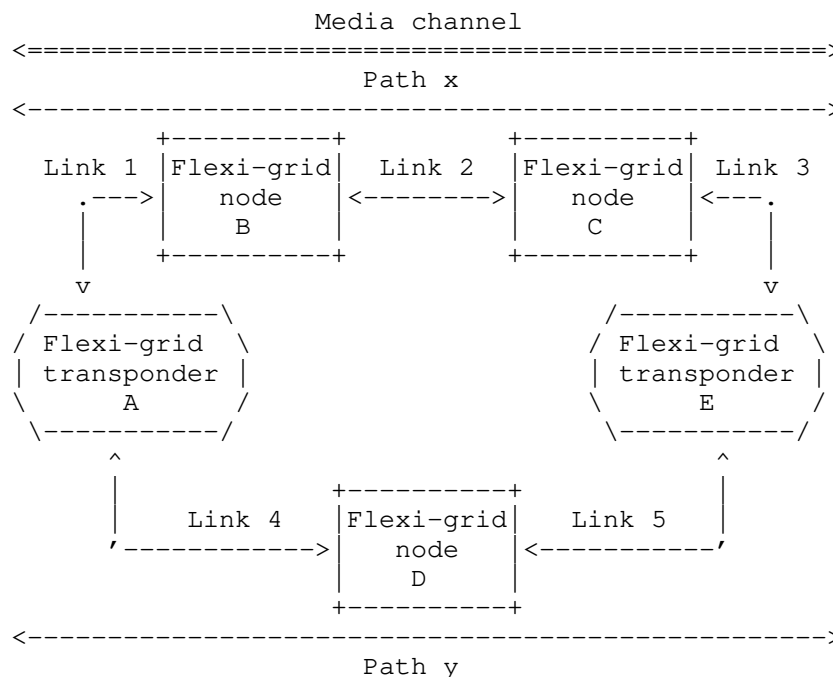 Media channel
<===================================================>
Path x
<--------------------------------------------------->
+----------+ +----------+
Link 1 |Flexi-grid| Link 2 |Flexi-grid| Link 3
.--->| node |<-------->| node |<---.
| | B | | C | |
| +----------+ +----------+ |
v v
/-----------\ /-----------\
/ Flexi-grid \ / Flexi-grid \
| transponder | | transponder |
\ A / \ E /
\-----------/ \-----------/
^ ^
| +----------+ |
| Link 4 |Flexi-grid| Link 5 |
'------------>| node |<-----------'
| D |
+----------+
<--------------------------------------------------->
Path y